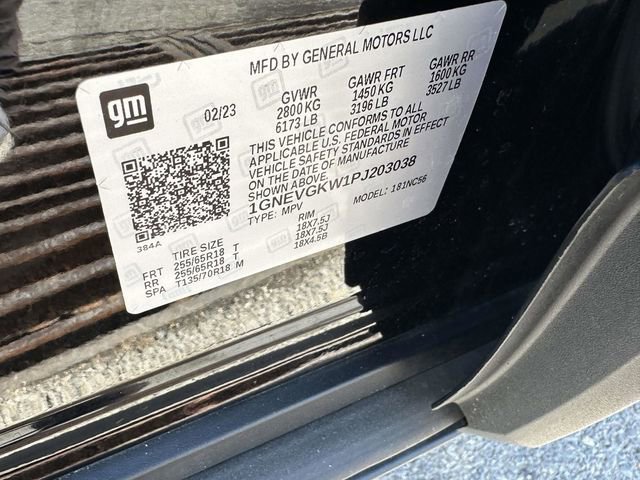 MFD BY GENERAL MOTORS LLC
gm
02/23
GVWR GAWR FRT GAWR RR
2800 KG 1450 KG 1600 KG
6173 LB 3196 LB 3527 LB
THIS VEHICLE CONFORMS TO ALL
APPLICABLE U.S. FEDERAL MOTOR
VEHICLE SAFETY STANDARDS IN EFFECT
ON THE DATE OF MANUFACTURE
SHOWN ABOVE.
1GNEVGKW1PJ203038
TYPE: MPV MODEL: 181NC56
384A
TIRE SIZE RIM
FRT 255/65R18 T 18X7.5J
RR 255/65R18 T 18X7.5J
SPA T135/70R18 M 18X4.5B